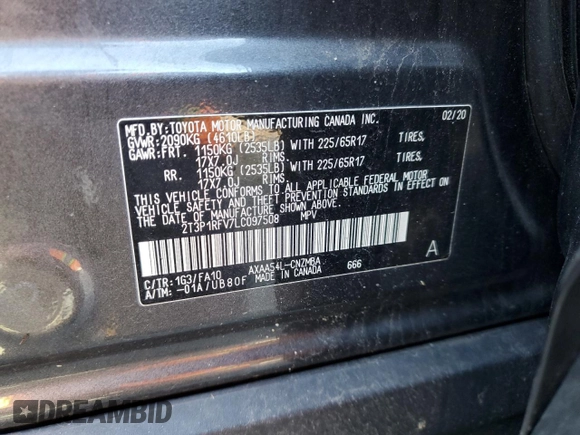 MFD.BY:TOYOTA MOTOR MANUFACTURING CANADA INC. 02/20
GVWR:2090KG (4610LB)
GAWR:FRT. 1150KG (2535LB) WITH 225/65R17 TIRES,
17X7.0J RIMS.
RR. 1150KG (2535LB) WITH 225/65R17 TIRES,
17X7.0J RIMS.
THIS VEHICLE CONFORMS TO ALL APPLICABLE FEDERAL MOTOR
VEHICLE SAFETY AND THEFT PREVENTION STANDARDS IN EFFECT ON
THE DATE OF MANUFACTURE SHOWN ABOVE.
2T3P1RFV7LC097508 MPV
A
C/TR:1G3/FA10 AXAA54L-CNZMBA 666
A/TM:-01A/UB80F MADE IN CANADA
DREAMBID